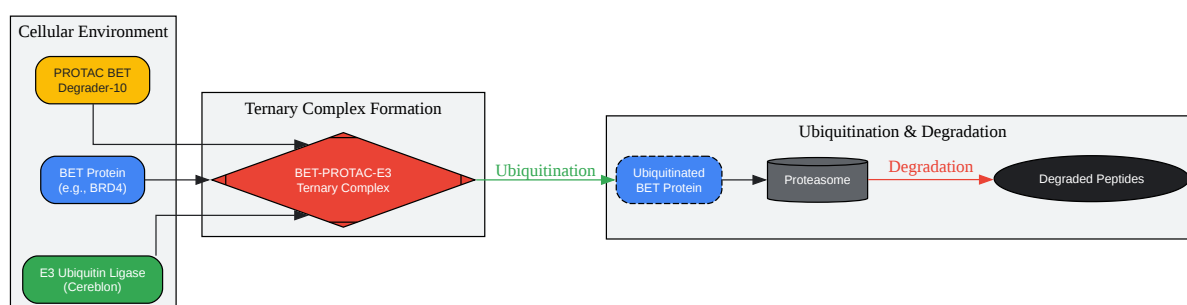 Cellular Environment
PROTAC BET
Degrader-10
BET Protein
(e.g., BRD4)
E3 Ubiquitin Ligase
(Cereblon)
Ternary Complex Formation
BET-PROTAC-E3
Ternary Complex
Ubiquitination
Ubiquitination & Degradation
Ubiquitinated
BET Protein
Proteasome
Degradation
Degraded Peptides